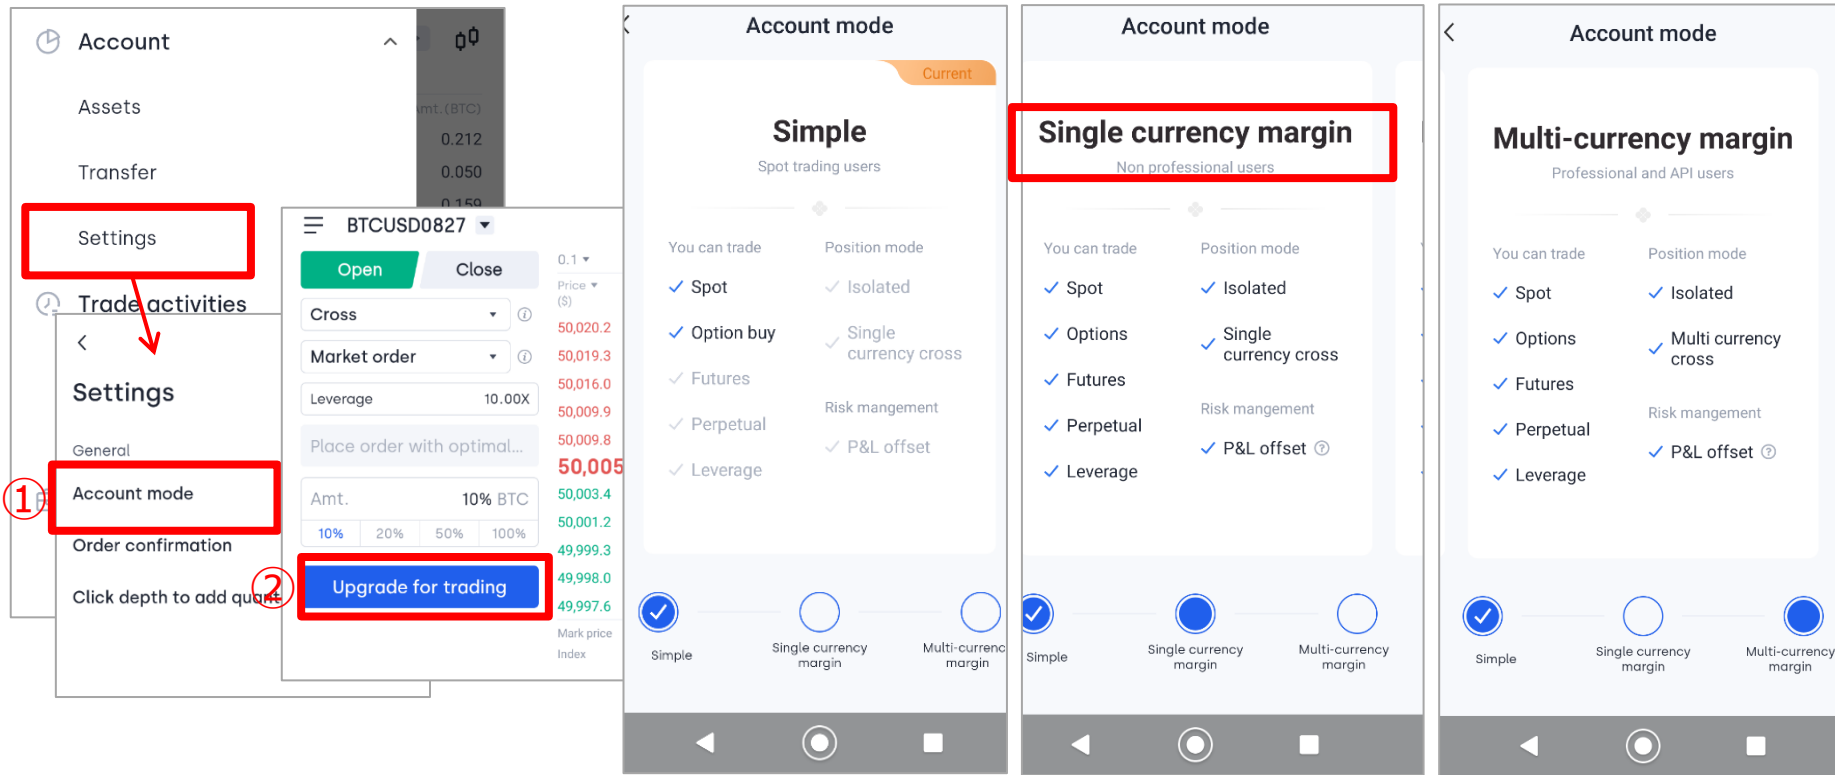 Account
Assets
Transfer
Settings
Trade activities
Amt.(BTC)
0.212
0.050
0.159
Settings
General
①
Account mode
Order confirmation
Click depth to add quant
BTCUSD0827
Open
Close
Cross
Market order
Leverage
10.00X
Place order with optimal...
Amt.
10% BTC
10%
20%
50%
100%
②
Upgrade for trading
0.1
Price
($)
50,020.2
50,019.3
50,016.0
50,009.9
50,009.8
50,005
50,003.4
50,001.2
49,999.3
49,998.0
49,997.6
Mark price
Index
Account mode
Current
Simple
Spot trading users
You can trade
Position mode
Spot
Isolated
Option buy
Single
currency cross
Futures
Risk mangement
Perpetual
P&L offset
Leverage
Simple
Single currency
margin
Multi-currenc
margin
Account mode
Single currency margin
Non professional users
You can trade
Position mode
Spot
Isolated
Options
Single
currency cross
Futures
Risk mangement
Perpetual
P&L offset
Leverage
Simple
Single currency
margin
Multi-currency
margin
Account mode
Multi-currency margin
Professional and API users
You can trade
Position mode
Spot
Isolated
Options
Multi currency
cross
Futures
Risk mangement
Perpetual
P&L offset
Leverage
Simple
Single currency
margin
Multi-currency
margin